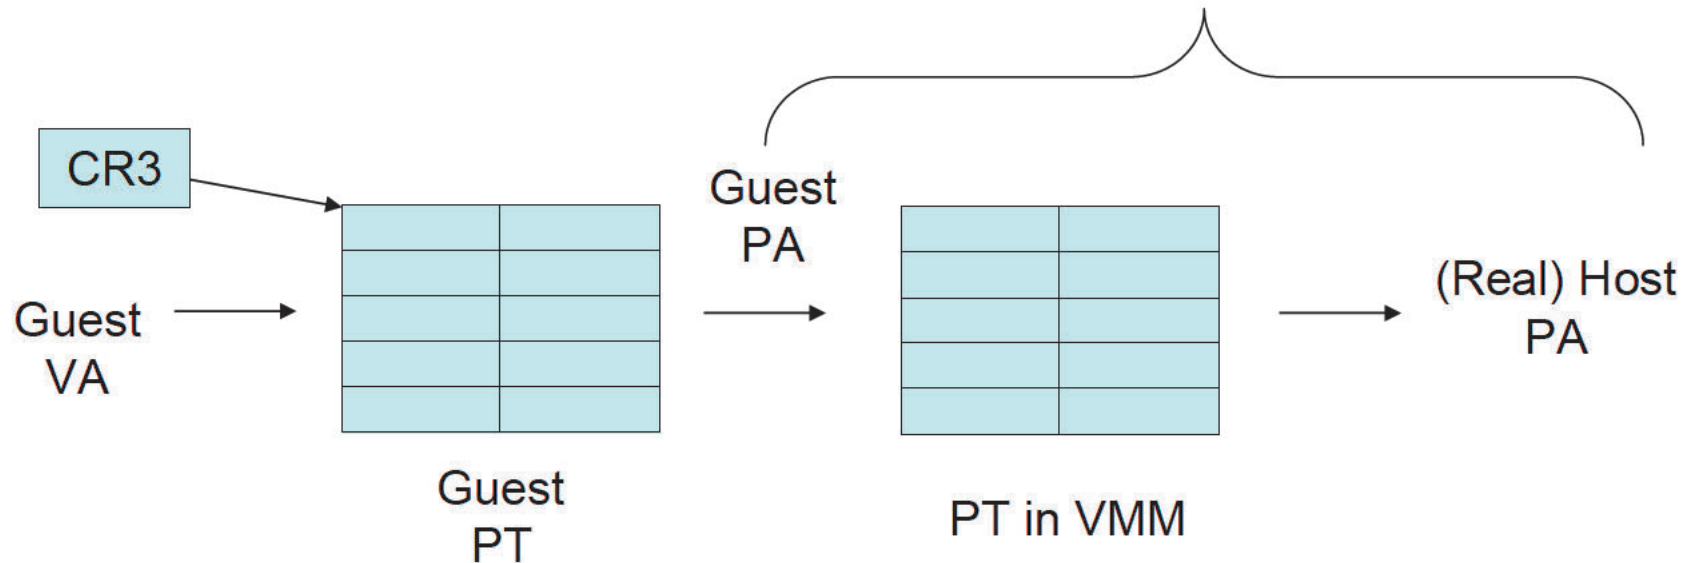 CR3
Guest
VA
Guest
PT
Guest
PA
PT in VMM
(Real) Host
PA